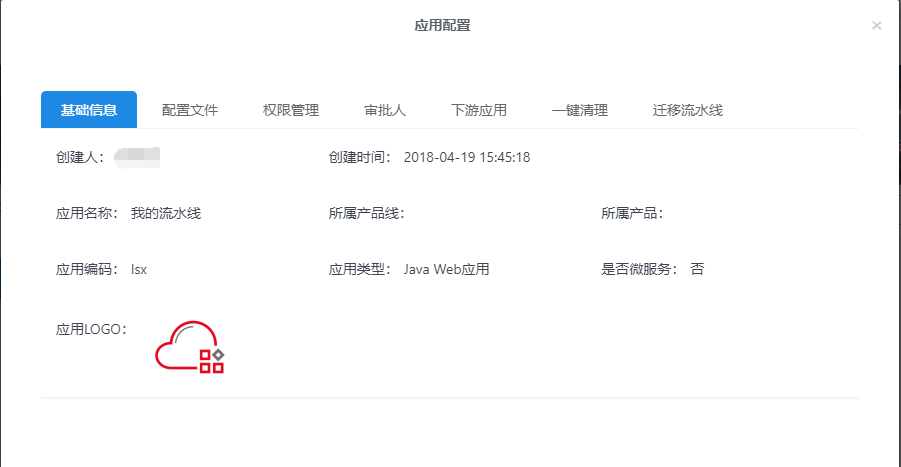 应用配置
×
基础信息 配置文件 权限管理 审批人 下游应用 一键清理 迁移流水线
创建人： 创建时间： 2018-04-19 15:45:18
应用名称： 我的流水线 所属产品线： 所属产品：
应用编码： lsx 应用类型： Java Web应用 是否微服务： 否
应用LOGO：